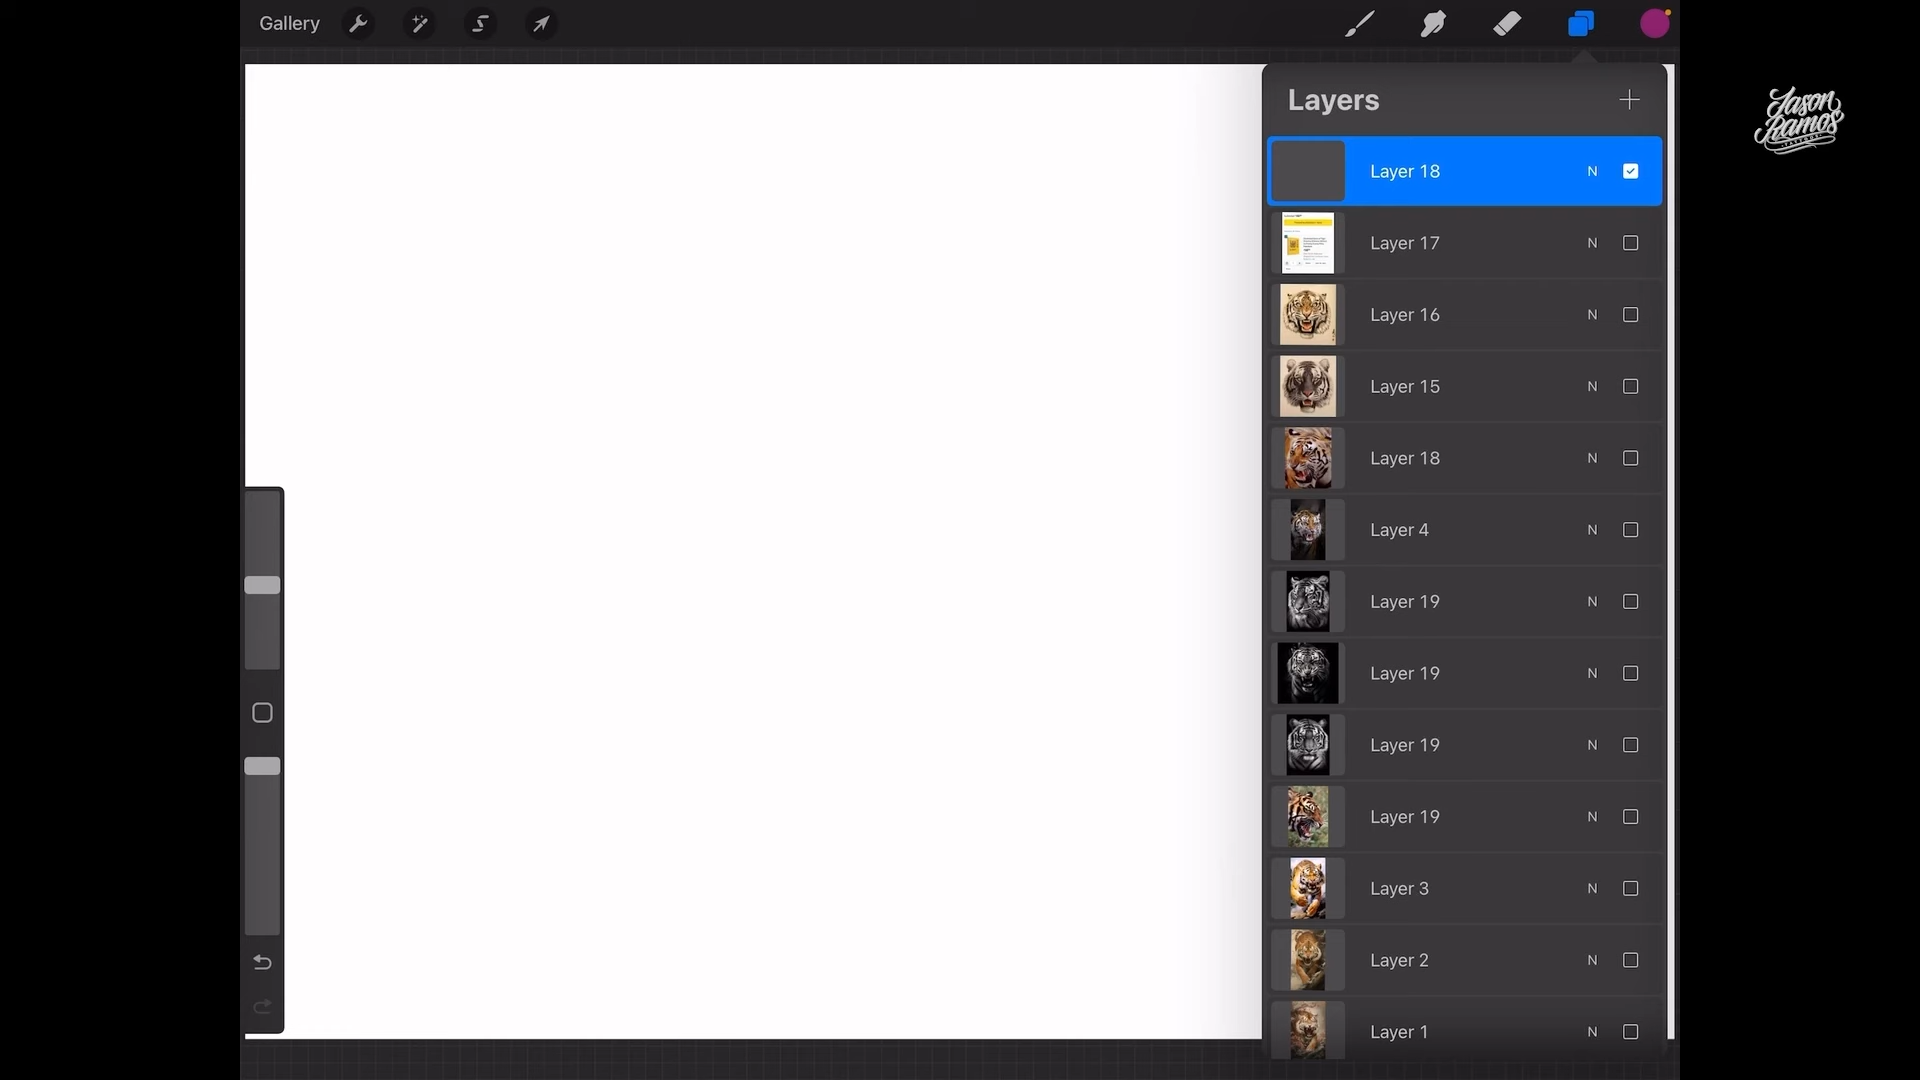 Gallery
Layers
Layer 18 N
Layer 17 N
Layer 16 N
Layer 15 N
Layer 18 N
Layer 4 N
Layer 19 N
Layer 19 N
Layer 19 N
Layer 19 N
Layer 3 N
Layer 2 N
Layer 1 N
Jason
Ramos